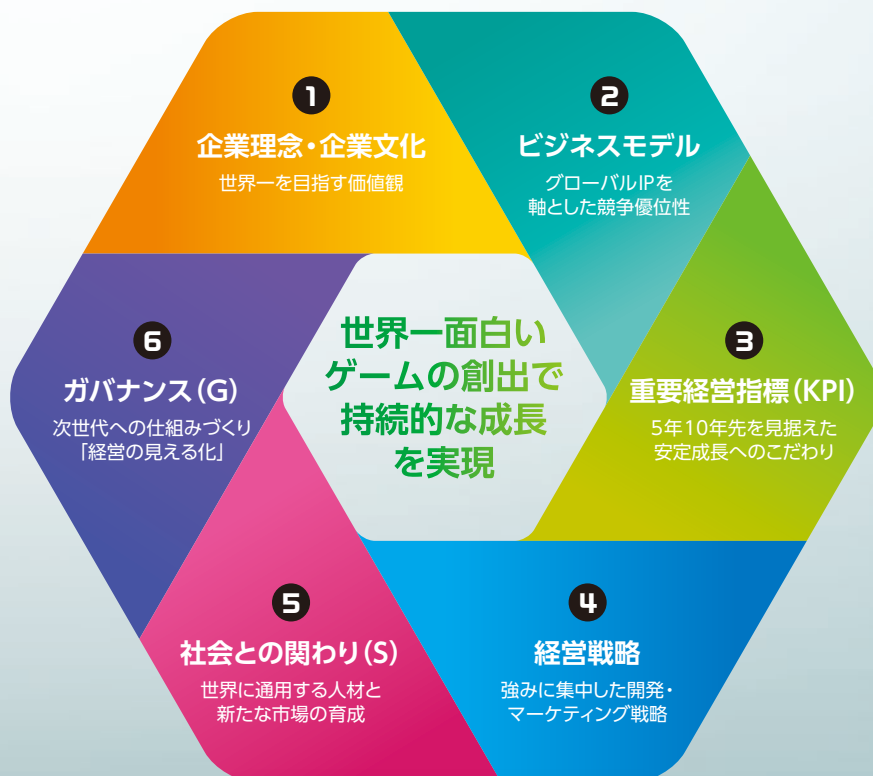 1
企業理念・企業文化
世界一を目指す価値観
2
ビジネスモデル
グローバルIPを
軸とした競争優位性
3
重要経営指標(KPI)
5年10年先を見据えた
安定成長へのこだわり
4
経営戦略
強みに集中した開発・
マーケティング戦略
5
社会との関わり(S)
世界に通用する人材と
新たな市場の育成
6
ガバナンス(G)
次世代への仕組みづくり
「経営の見える化」
世界一面白い
ゲームの創出で
持続的な成長
を実現